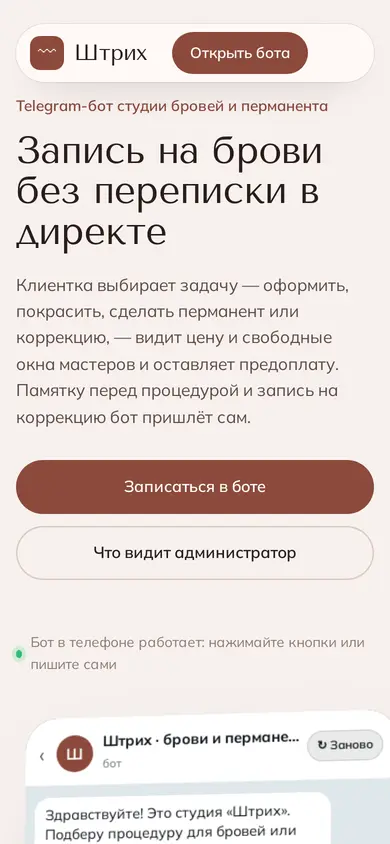 Штрих
Открыть бота
Telegram-бот студии бровей и перманента
Запись на брови
без переписки в
директе
Клиентка выбирает задачу — оформить,
покрасить, сделать перманент или
коррекцию, — видит цену и свободные
окна мастеров и оставляет предоплату.
Памятку перед процедурой и запись на
коррекцию бот пришлёт сам.
Записаться в боте
Что видит администратор
Бот в телефоне работает: нажимайте кнопки или
пишите сами
‹
Ш
Штрих · брови и пермане...
бот
↻ Заново
Здравствуйте! Это студия «Штрих».
Подберу процедуру для бровей или